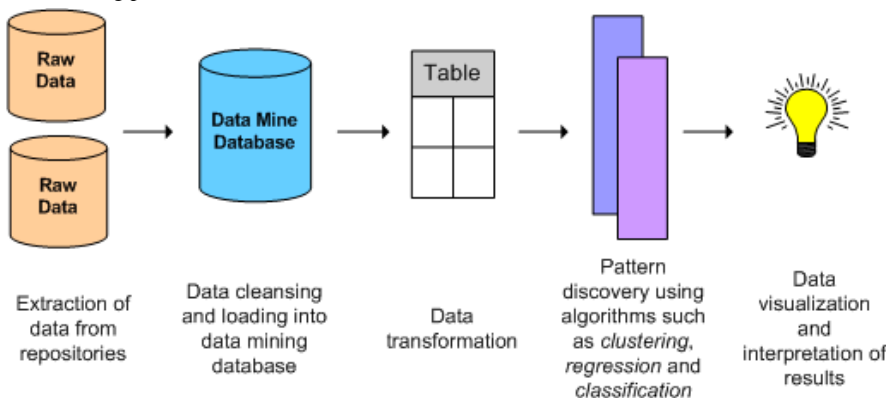 Raw
Data
Raw
Data
Data Mine
Database
Table
Extraction of
data from
repositories
Data cleansing
and loading into
data mining
database
Data
transformation
Pattern
discovery using
algorithms such
as clustering,
regression and
classification
Data
visualization
and
interpretation of
results